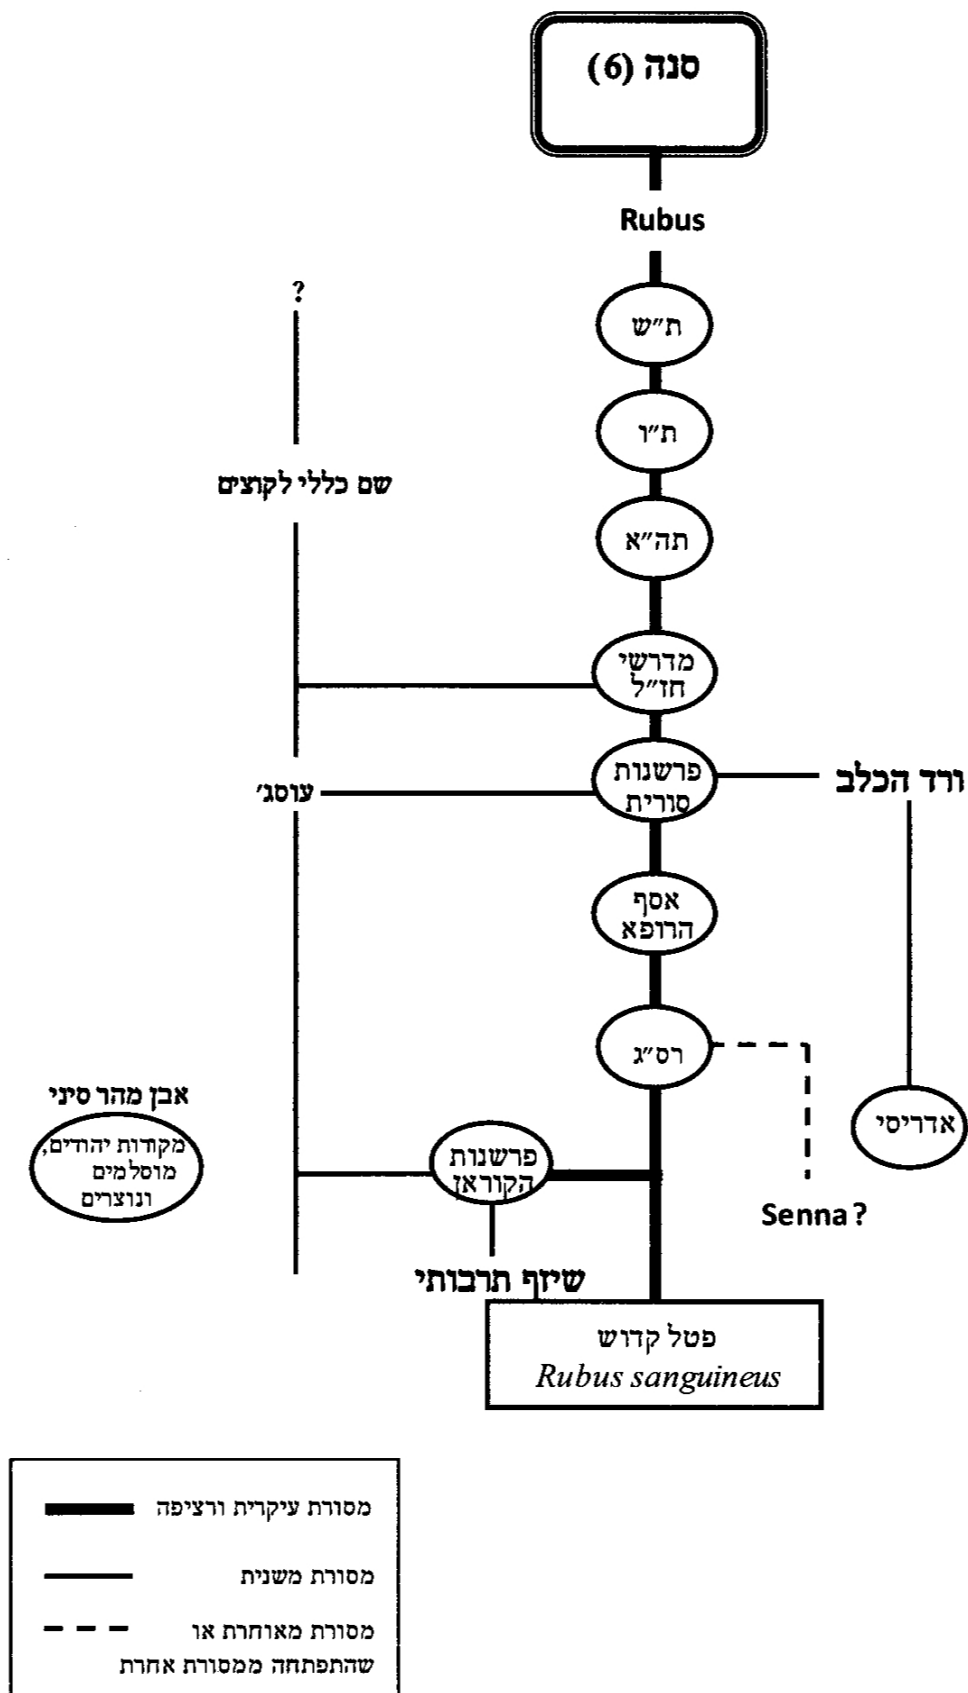 סנה (6)
Rubus
?
ת"ש
ת"ו
שם כללי לקוצים
תה"א
מדרשי
חז"ל
פרשנות
סורית
ורד הכלב
עוסג'
אסף
הרופא
רס"ג
אבן מהר סיני
מקורות יהודים,
מוסלמים
ונוצרים
פרשנות
הקוראן
אדריסי
Senna?
שיזף תרבותי
פטל קדוש
Rubus sanguineus
מסורת עיקרית ורציפה
מסורת משנית
מסורת מאוחרת או
שהתפתחה ממסורת אחרת